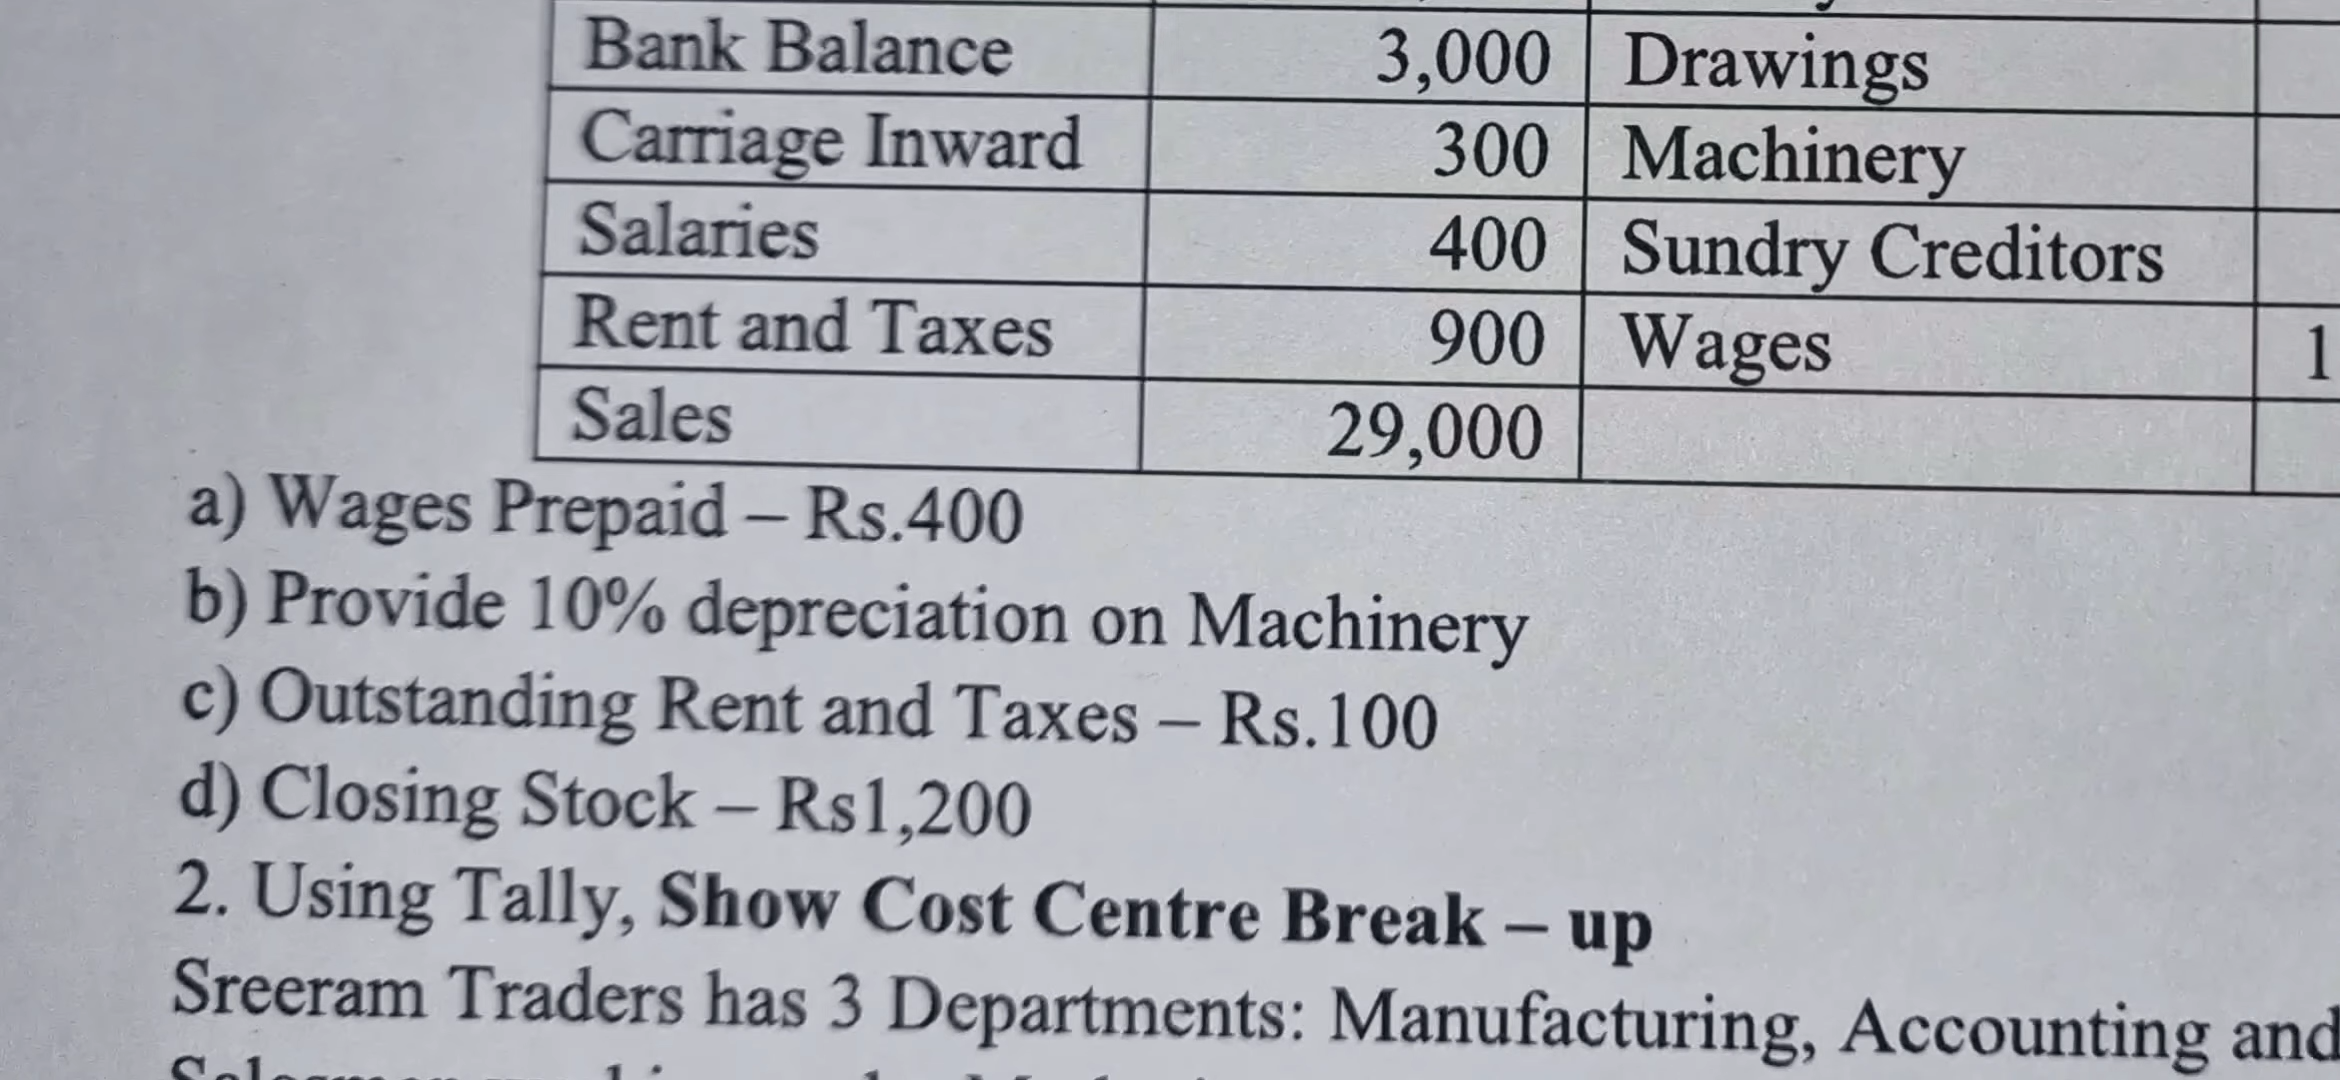 Bank Balance 3,000 Drawings
Carriage Inward 300 Machinery
Salaries 400 Sundry Creditors
Rent and Taxes 900 Wages 1
Sales 29,000
a) Wages Prepaid – Rs.400
b) Provide 10% depreciation on Machinery
c) Outstanding Rent and Taxes – Rs.100
d) Closing Stock – Rs1,200
2. Using Tally, Show Cost Centre Break – up
Sreeram Traders has 3 Departments: Manufacturing, Accounting and